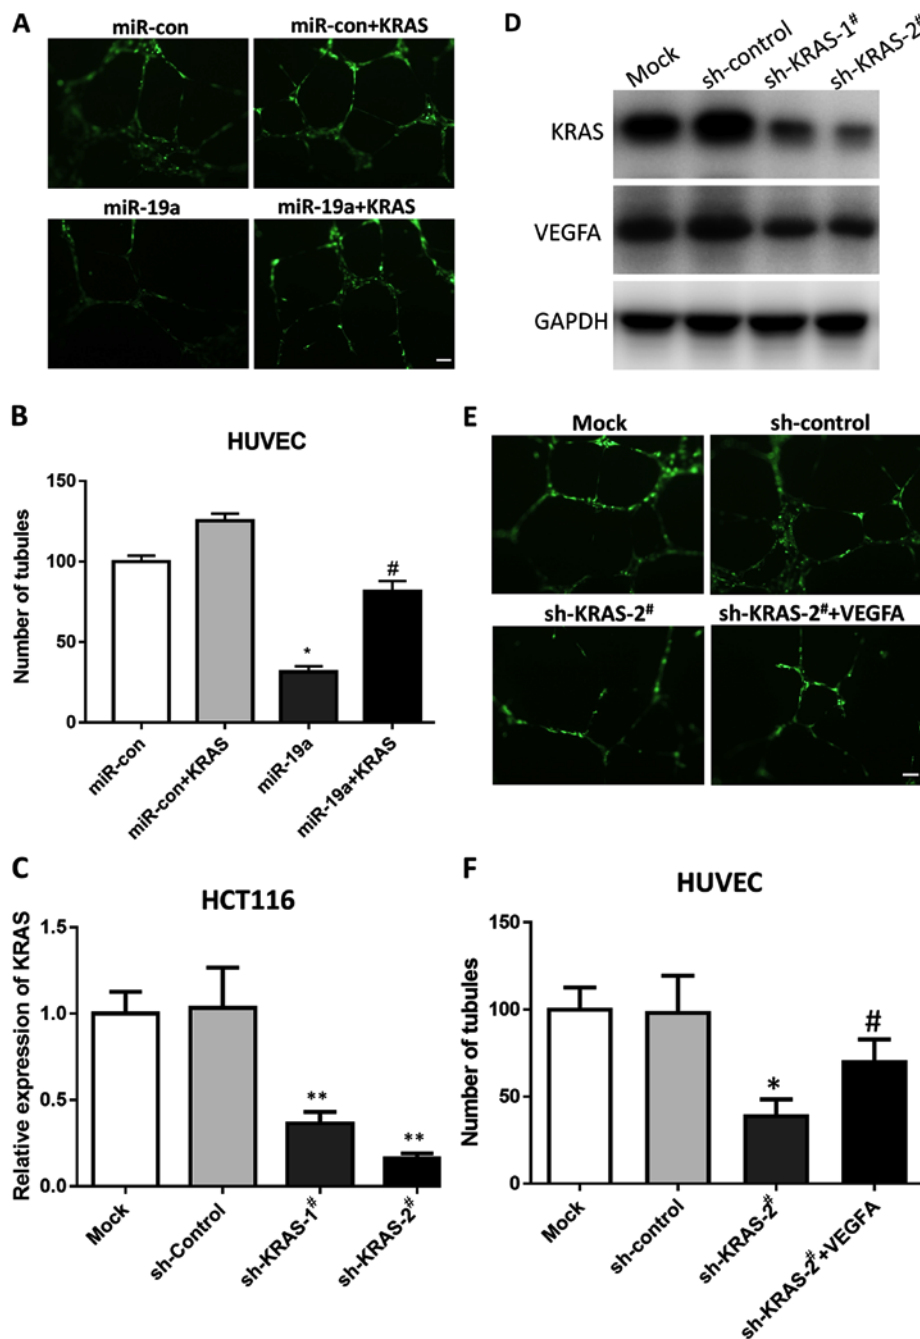 A
miR-con
miR-con+KRAS
miR-19a
miR-19a+KRAS
B
HUVEC
Number of tubules
150
100
50
0
*
#
miR-con
miR-con+KRAS
miR-19a
miR-19a+KRAS
C
HCT116
Relative expression of KRAS
1.5
1.0
0.5
0.0
**
**
Mock
sh-Control
sh-KRAS-1#
sh-KRAS-2#
D
Mock
sh-control
sh-KRAS-1#
sh-KRAS-2#
KRAS
VEGFA
GAPDH
E
Mock
sh-control
sh-KRAS-2#
sh-KRAS-2#+VEGFA
F
HUVEC
Number of tubules
150
100
50
0
*
#
Mock
sh-control
sh-KRAS-2#
sh-KRAS-2#+VEGFA